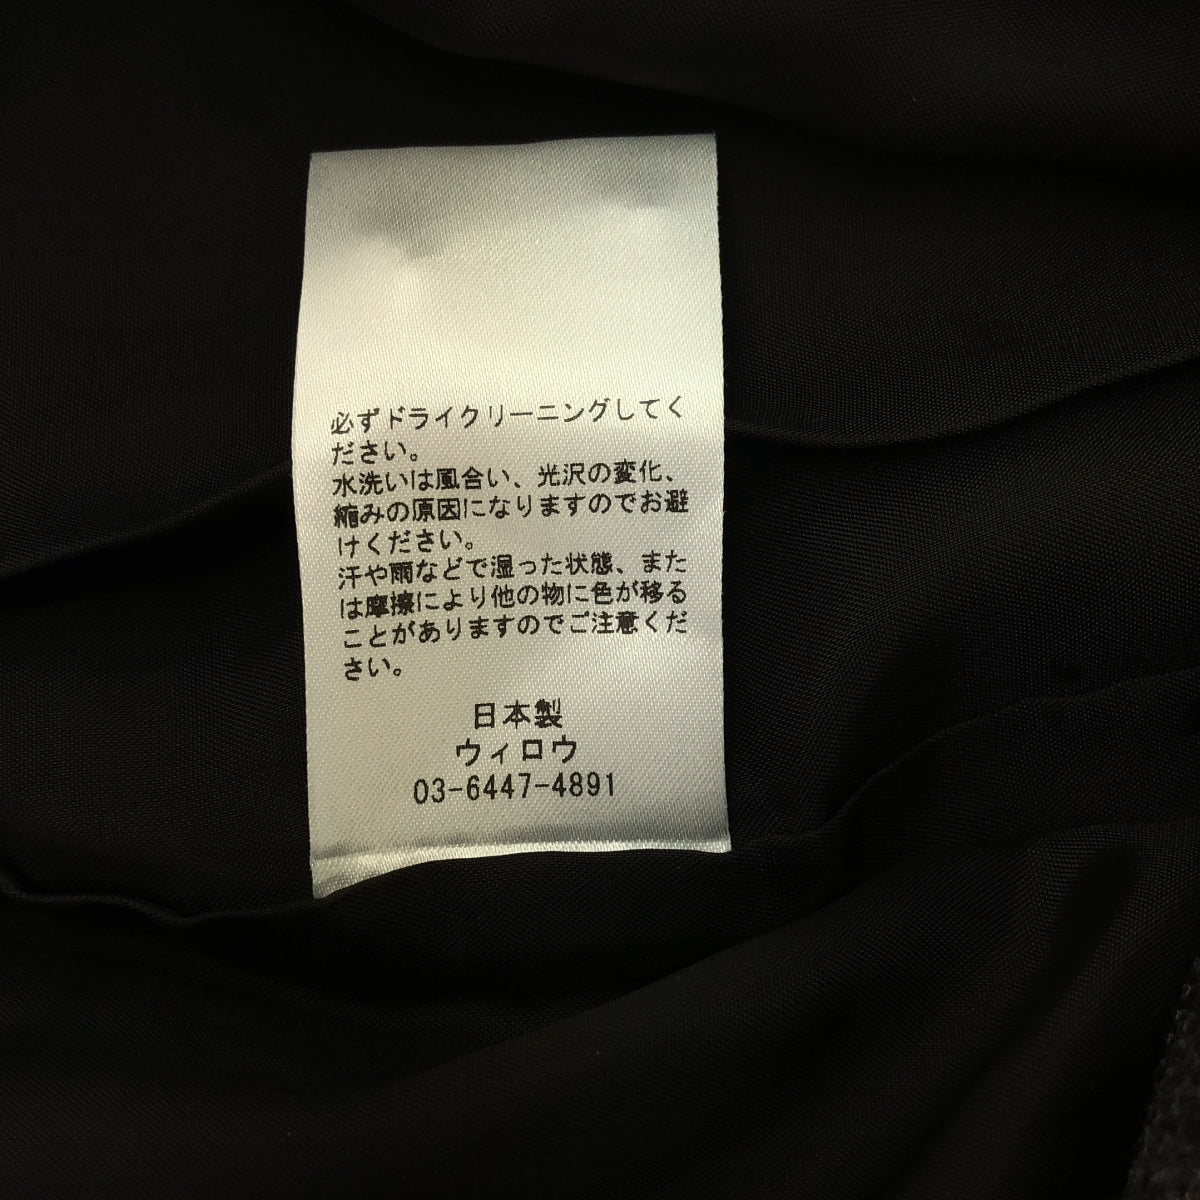 必ずドライクリーニングしてく
ださい。
水洗いは風合い、光沢の変化、
縮みの原因になりますのでお避
けください。
汗や雨などで湿った状態、また
は摩擦により他の物に色が移る
ことがありますのでご注意くだ
さい。
日本製
ウィロウ
03-6447-4891